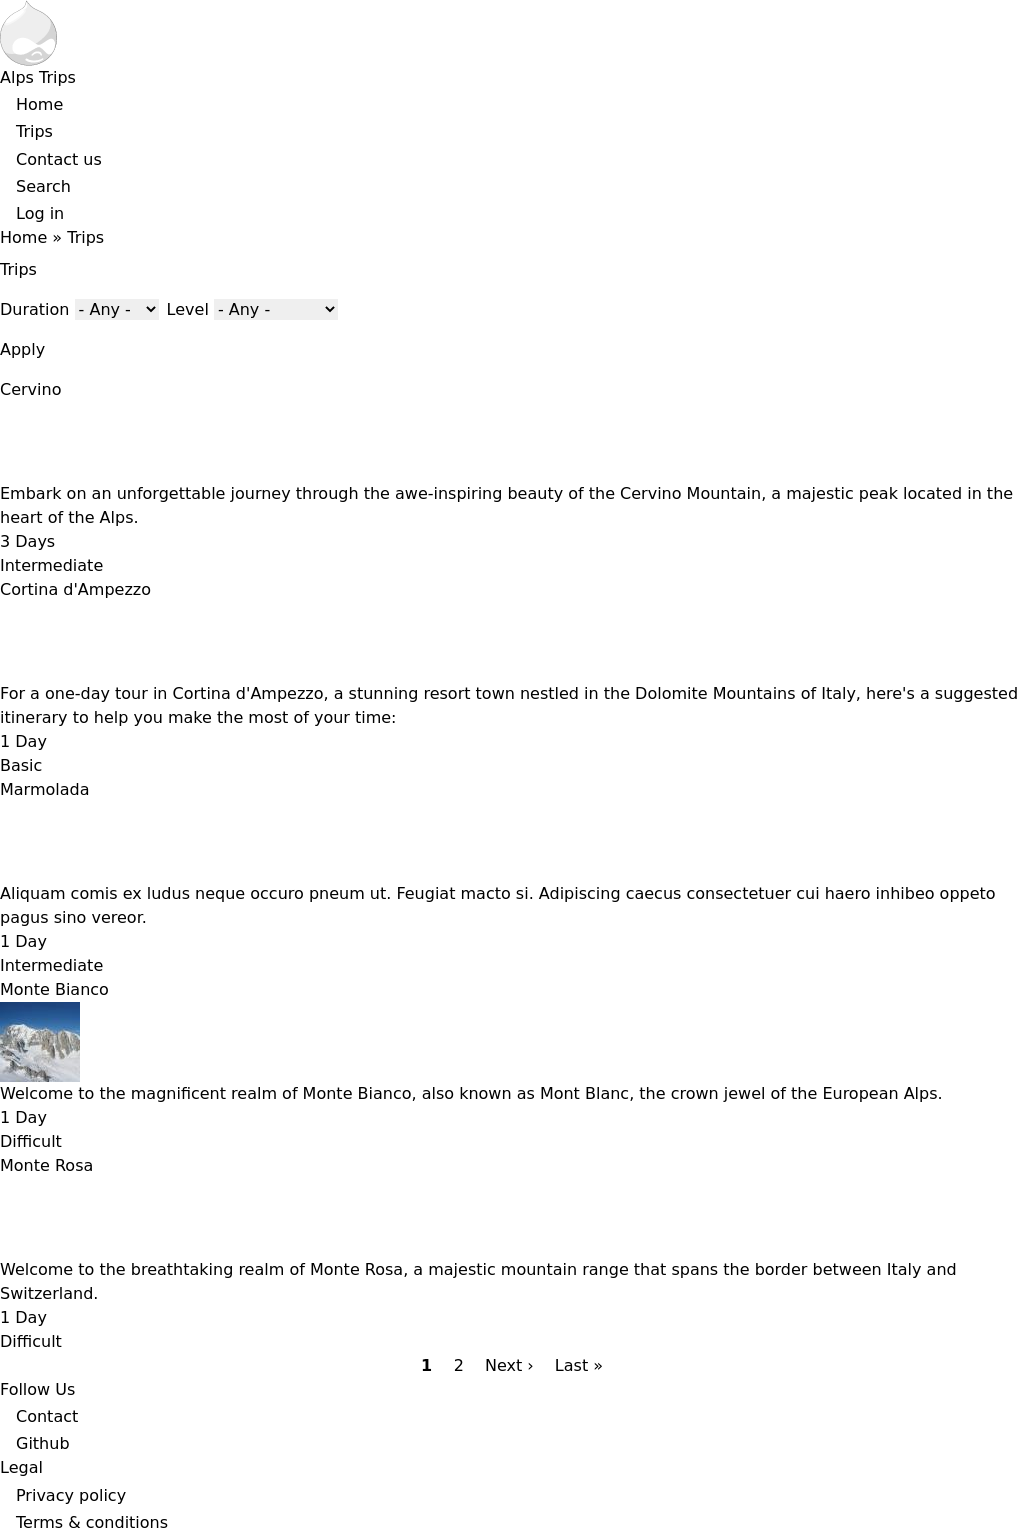 Alps Trips
Home
Trips
Contact us
Search
Log in
Home » Trips
Trips
Duration - Any - Level - Any -
Apply
Cervino
Embark on an unforgettable journey through the awe-inspiring beauty of the Cervino Mountain, a majestic peak located in the
heart of the Alps.
3 Days
Intermediate
Cortina d'Ampezzo
For a one-day tour in Cortina d'Ampezzo, a stunning resort town nestled in the Dolomite Mountains of Italy, here's a suggested
itinerary to help you make the most of your time:
1 Day
Basic
Marmolada
Aliquam comis ex ludus neque occuro pneum ut. Feugiat macto si. Adipiscing caecus consectetuer cui haero inhibeo oppeto
pagus sino vereor.
1 Day
Intermediate
Monte Bianco
Welcome to the magnificent realm of Monte Bianco, also known as Mont Blanc, the crown jewel of the European Alps.
1 Day
Difficult
Monte Rosa
Welcome to the breathtaking realm of Monte Rosa, a majestic mountain range that spans the border between Italy and
Switzerland.
1 Day
Difficult
1 2 Next › Last »
Follow Us
Contact
Github
Legal
Privacy policy
Terms & conditions